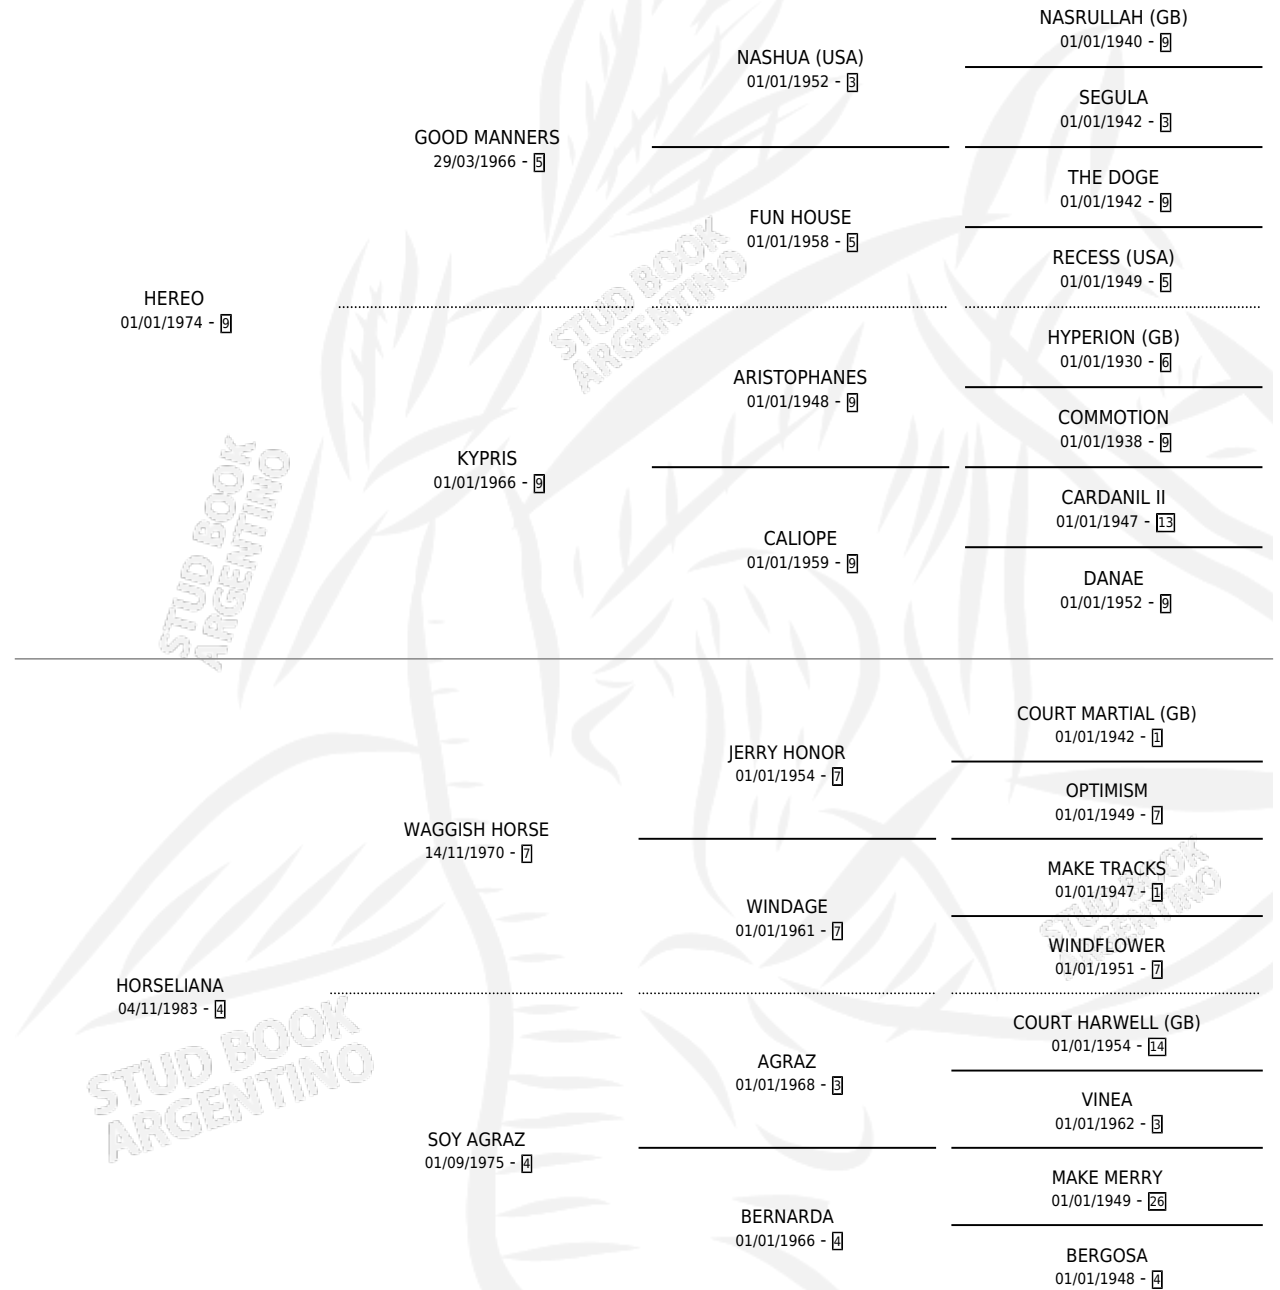 NASRULLAH (GB)
01/01/1940 - 9
NASHUA (USA)
01/01/1952 - 3
SEGULA
01/01/1942 - 3
GOOD MANNERS
29/03/1966 - 5
THE DOGE
01/01/1942 - 9
FUN HOUSE
01/01/1958 - 5
RECESS (USA)
01/01/1949 - 5
HEREO
01/01/1974 - 9
HYPERION (GB)
01/01/1930 - 6
ARISTOPHANES
01/01/1948 - 9
COMMOTION
01/01/1938 - 9
KYPRIS
01/01/1966 - 9
CARDANIL II
01/01/1947 - 13
CALIOPE
01/01/1959 - 9
DANAE
01/01/1952 - 9
STUD BOOK
ARGENTINO
STUD BOOK
ARGENTINO
COURT MARTIAL (GB)
01/01/1942 - 1
JERRY HONOR
01/01/1954 - 7
OPTIMISM
01/01/1949 - 7
WAGGISH HORSE
14/11/1970 - 7
MAKE TRACKS
01/01/1947 - 1
WINDAGE
01/01/1961 - 7
WINDFLOWER
01/01/1951 - 7
HORSELIANA
04/11/1983 - 4
COURT HARWELL (GB)
01/01/1954 - 14
AGRAZ
01/01/1968 - 3
VINEA
01/01/1962 - 3
SOY AGRAZ
01/09/1975 - 4
MAKE MERRY
01/01/1949 - 26
BERNARDA
01/01/1966 - 4
BERGOSA
01/01/1948 - 4
STUD BOOK
ARGENTINO
STUD BOOK
ARGENTINO